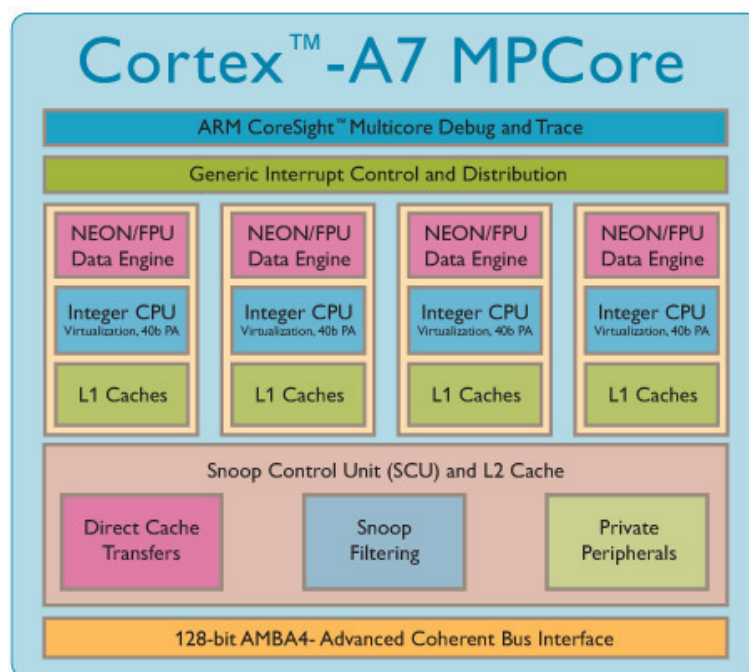 Cortex™-A7 MPCore
ARM CoreSight™ Multicore Debug and Trace
Generic Interrupt Control and Distribution
NEON/FPU
Data Engine
Integer CPU
Virtualization, 40b PA
L1 Caches
NEON/FPU
Data Engine
Integer CPU
Virtualization, 40b PA
L1 Caches
NEON/FPU
Data Engine
Integer CPU
Virtualization, 40b PA
L1 Caches
NEON/FPU
Data Engine
Integer CPU
Virtualization, 40b PA
L1 Caches
Snoop Control Unit (SCU) and L2 Cache
Direct Cache
Transfers
Snoop
Filtering
Private
Peripherals
128-bit AMBA4- Advanced Coherent Bus Interface